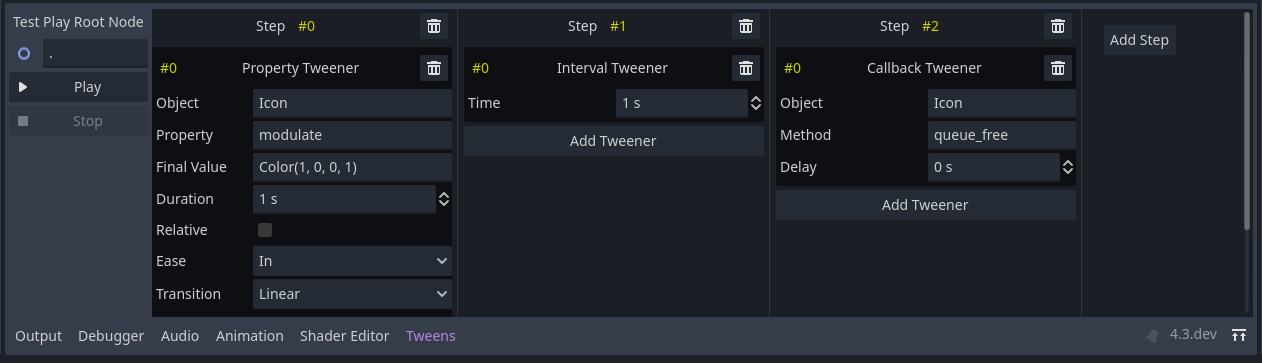 Test Play Root Node
.
Play
Stop
Step #0
#0 Property Tweener
Object Icon
Property modulate
Final Value Color(1, 0, 0, 1)
Duration 1 s
Relative
Ease In
Transition Linear
Step #1
#0 Interval Tweener
Time 1 s
Add Tweener
Step #2
#0 Callback Tweener
Object Icon
Method queue_free
Delay 0 s
Add Tweener
Add Step
Output Debugger Audio Animation Shader Editor Tweens 4.3.dev